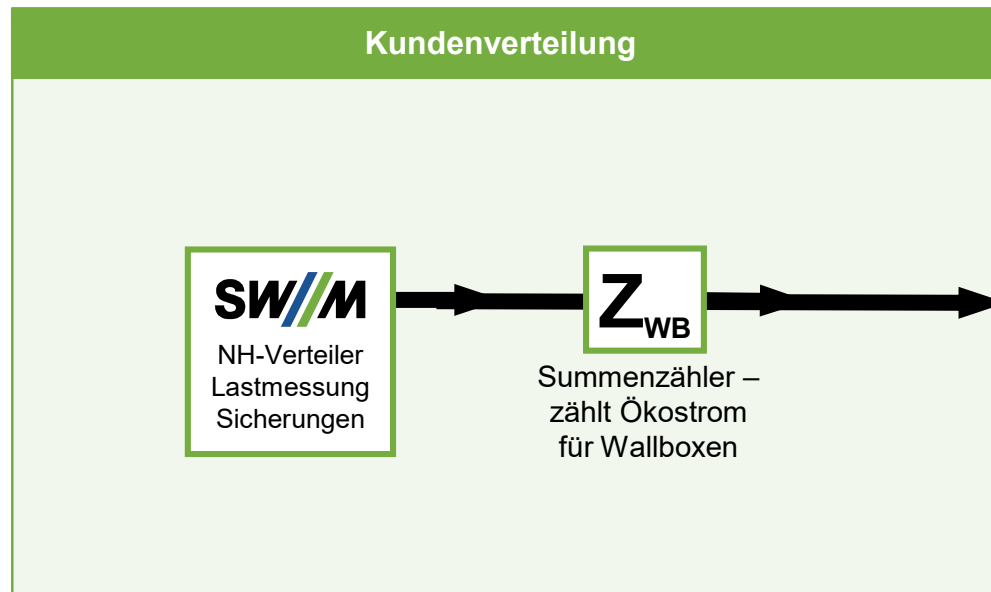 Kundenverteilung
SW//M
NH-Verteiler
Lastmessung
Sicherungen
ZWB
Summenzähler –
zählt Ökostrom
für Wallboxen